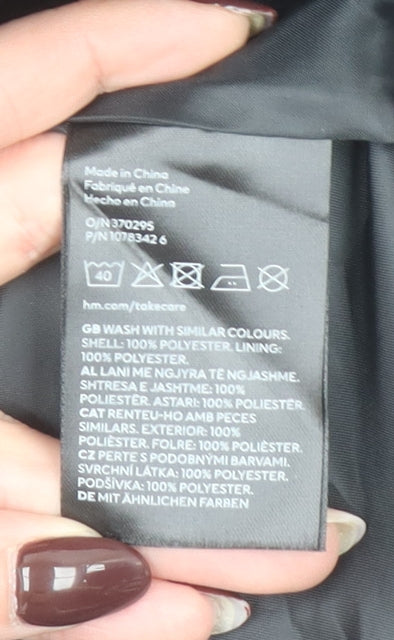 Made in China
Fabriqué en Chine
Hecho en China
O/N 370295
P/N 1078342 6
40
hm.com/takecare
GB WASH WITH SIMILAR COLOURS.
SHELL: 100% POLYESTER. LINING:
100% POLYESTER.
AL LANI ME NGJYRA TË NGJASHME.
SHTRESA E JASHTME: 100%
POLIESTËR. ASTARI: 100% POLIESTËR.
CAT RENTEU-HO AMB PECES
SIMILARS. EXTERIOR: 100%
POLIÈSTER. FOLRE: 100% POLIÈSTER.
CZ PERTE S PODOBNÝMI BARVAMI.
SVRCHNÍ LÁTKA: 100% POLYESTER.
PODŠÍVKA: 100% POLYESTER.
DE MIT ÄHNLICHEN FARBEN